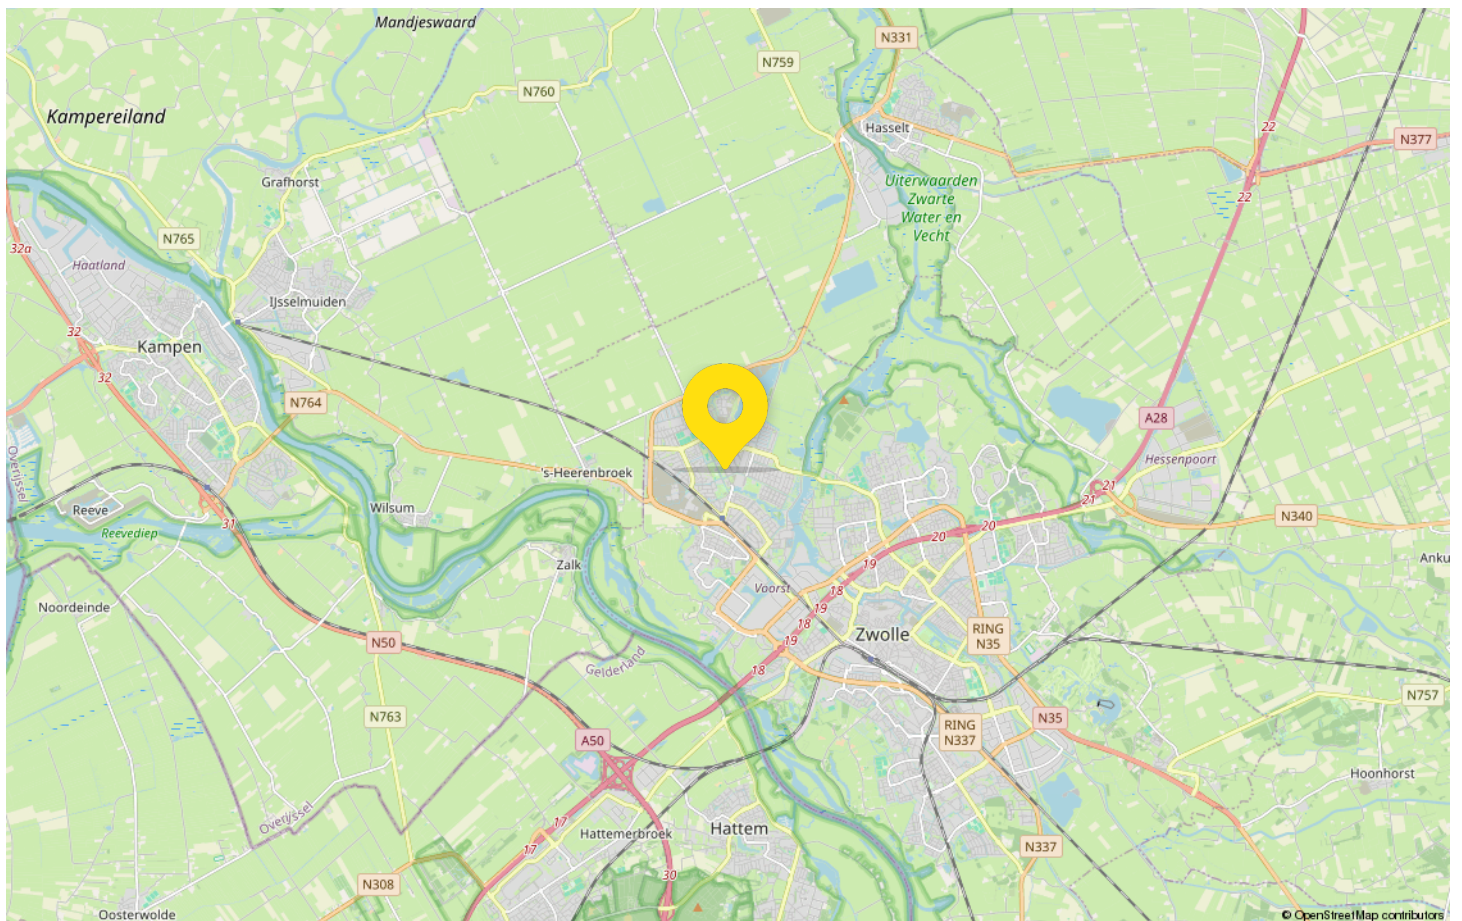 Mandjeswaard
N331
N759
N760
Kampereiland
Hasselt
22
N377
Grafhorst
Uiterwaarden
Zwarte
Water en
Vecht
22
N765
32a
Haatland
IJsselmuiden
32
Kampen
32
N764
A28
Overijssel
's-Heerenbroek
Hessenpoort
21
21
Reeve
Wilsum
N340
31
20
Reevediep
20
Zalk
19
Anku
Voorst
18
Noordeinde
19
18
Zwolle
RING
N35
19
N50
Gelderland
18
N757
N763
N35
RING
N337
A50
Hoonhorst
Overijssel
17
Hattemerbroek
Hattem
17
N337
30
N308
Oosterwolde
© OpenStreetMap contributors